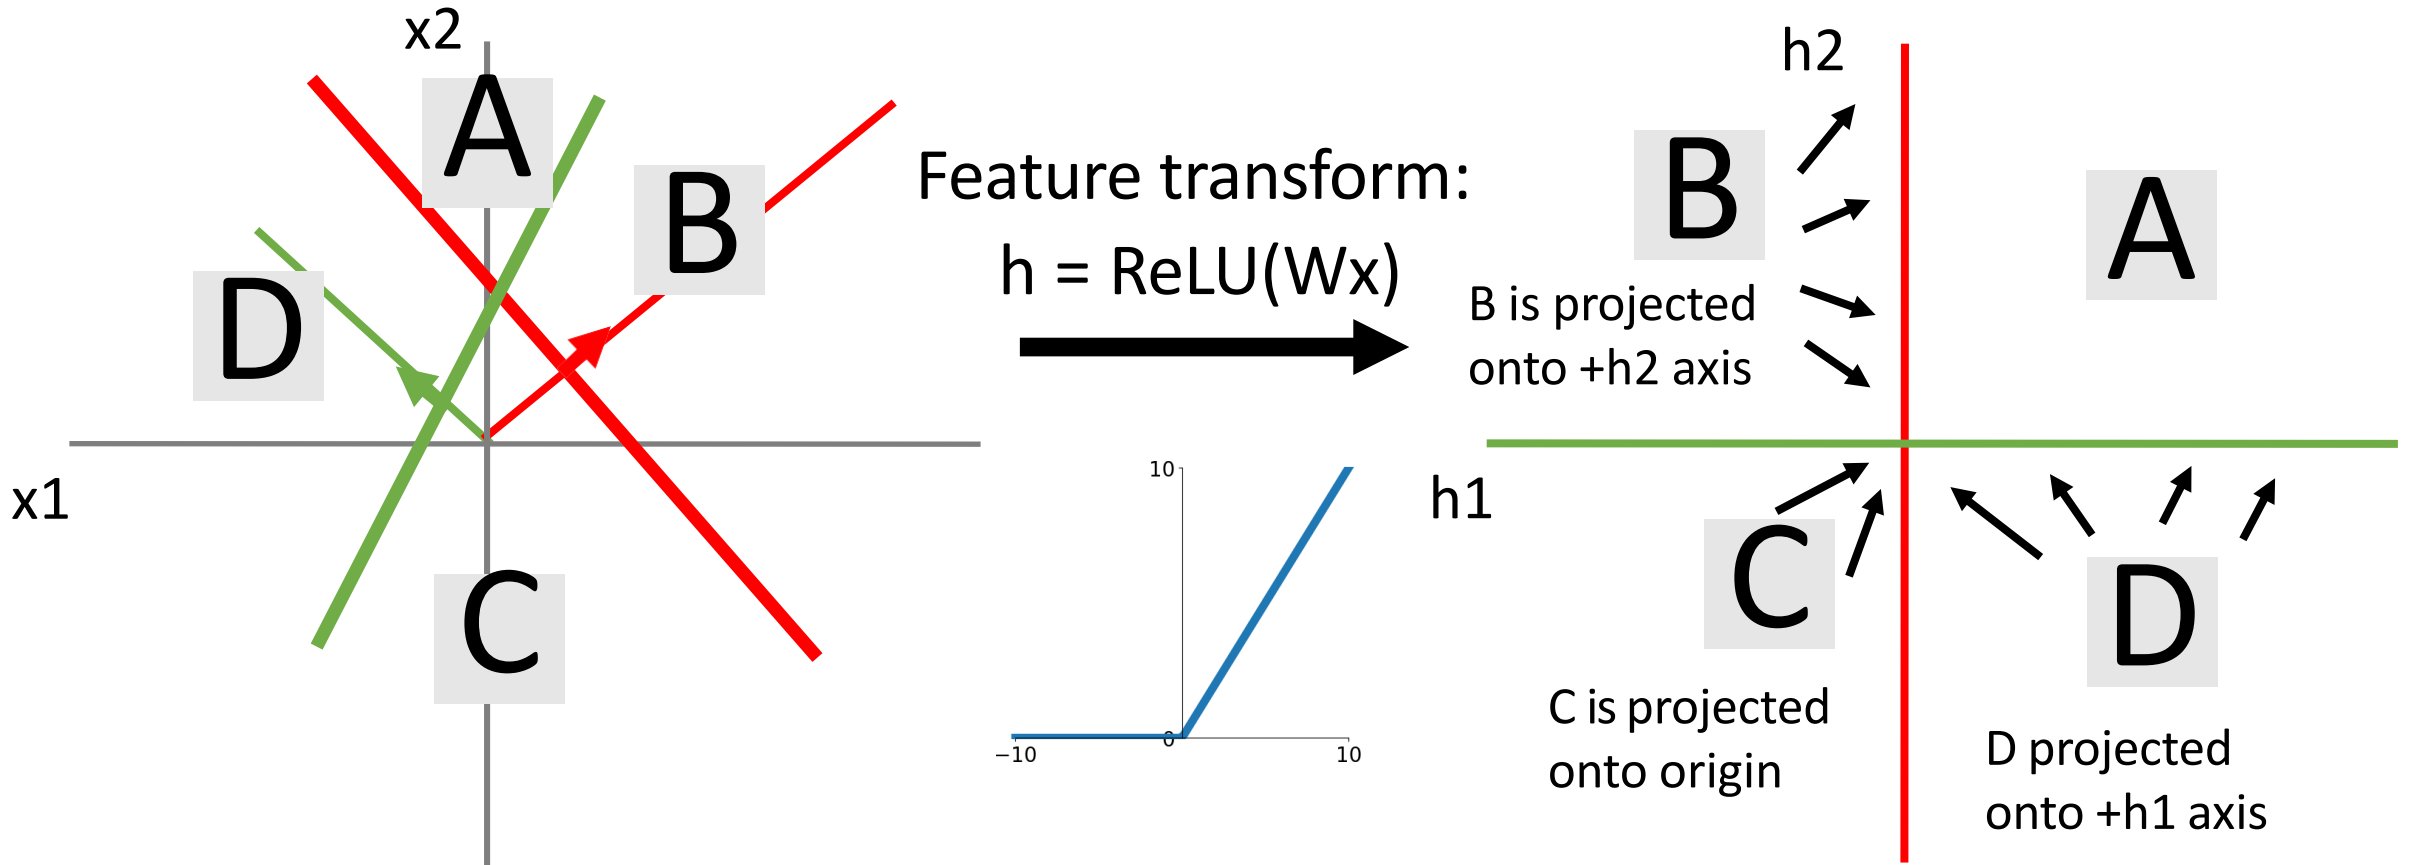 x2
A
B
D
x1
C
Feature transform:
h = ReLU(Wx)
10
0
−10
10
h2
B
A
B is projected
onto +h2 axis
h1
C
D
C is projected
onto origin
D projected
onto +h1 axis